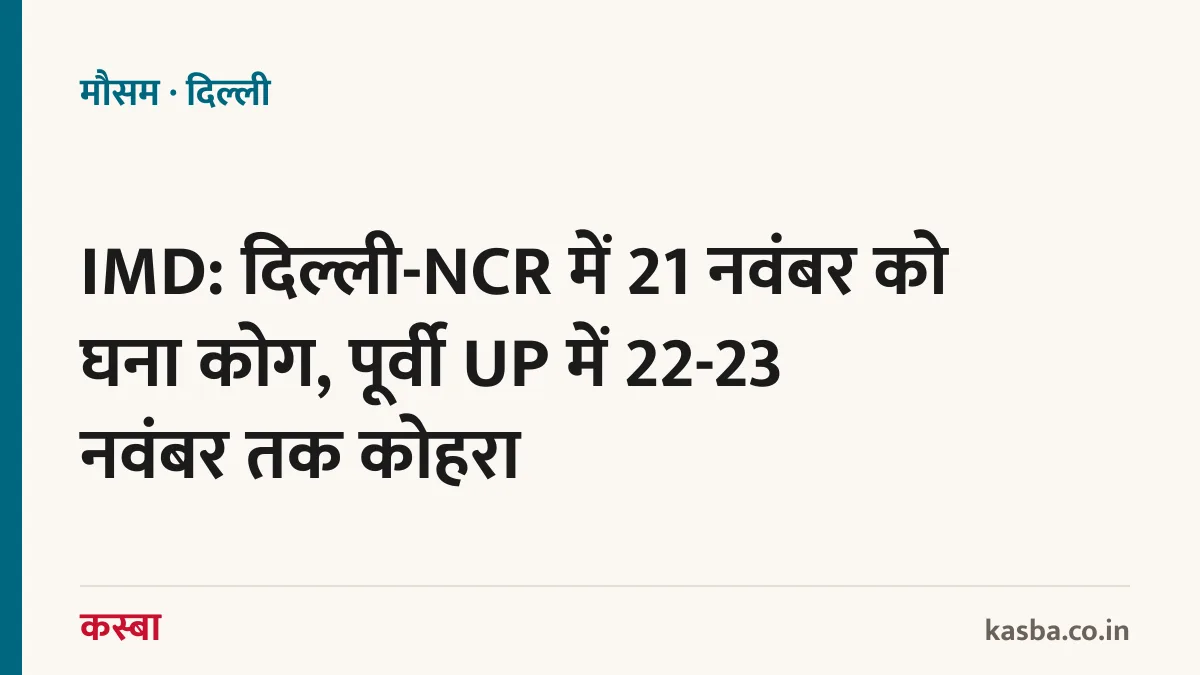 मौसम · दिल्ली
IMD: दिल्ली-NCR में 21 नवंबर को
घना कोग, पूर्वी UP में 22-23
नवंबर तक कोहरा
कस्बा
kasba.co.in